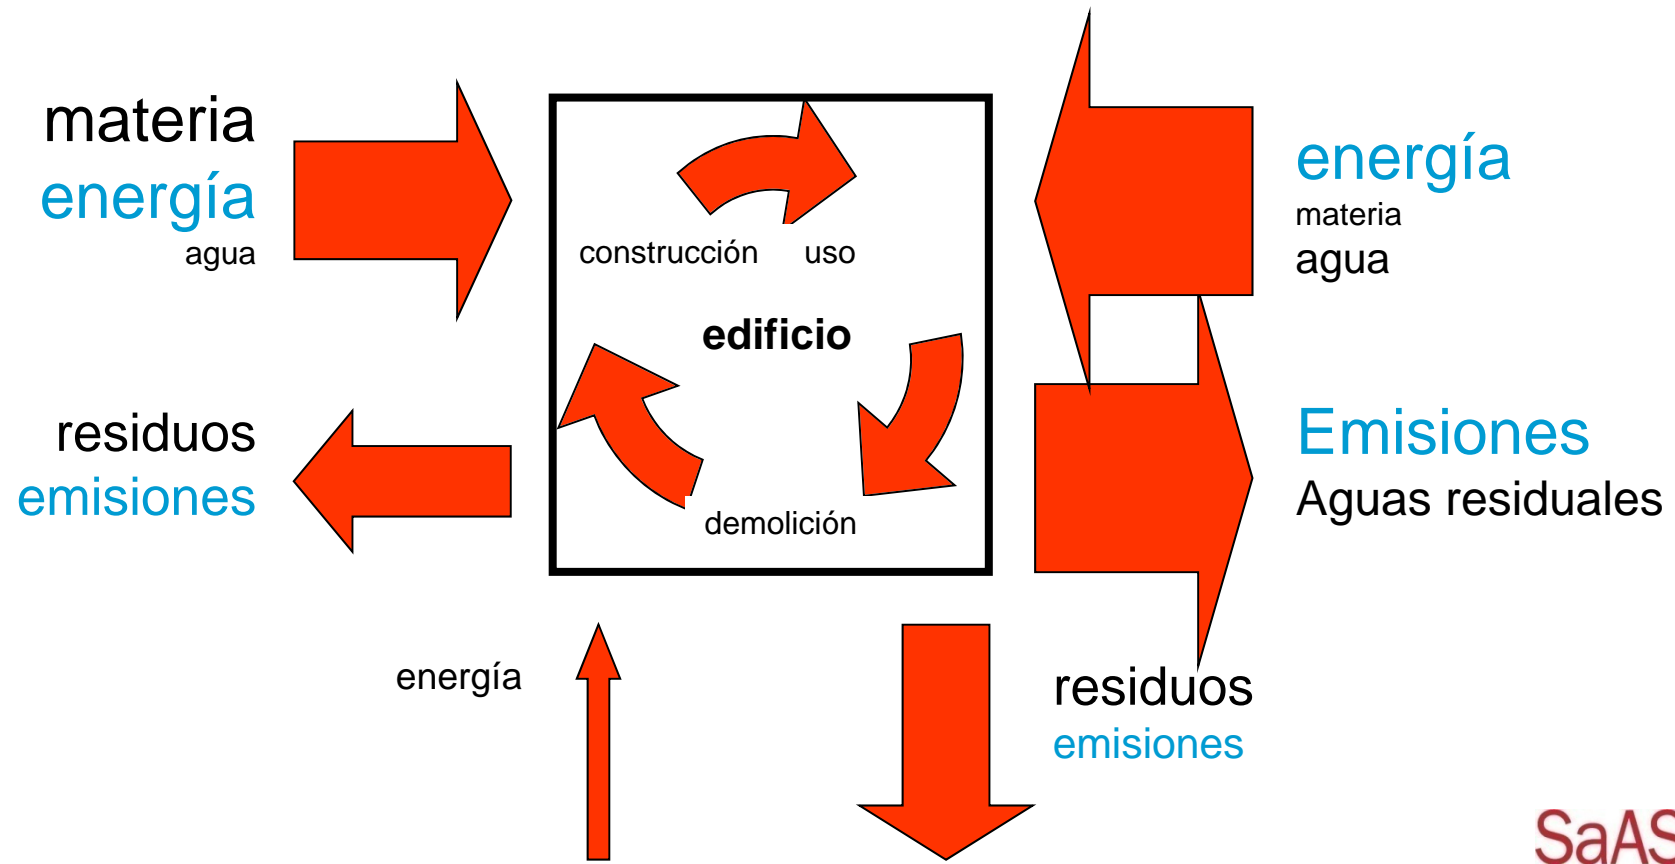 materia
energía
agua
energía
materia
agua
construcción uso
edificio
residuos
emisiones
Emisiones
Aguas residuales
demolición
energía
residuos
emisiones
SaAS